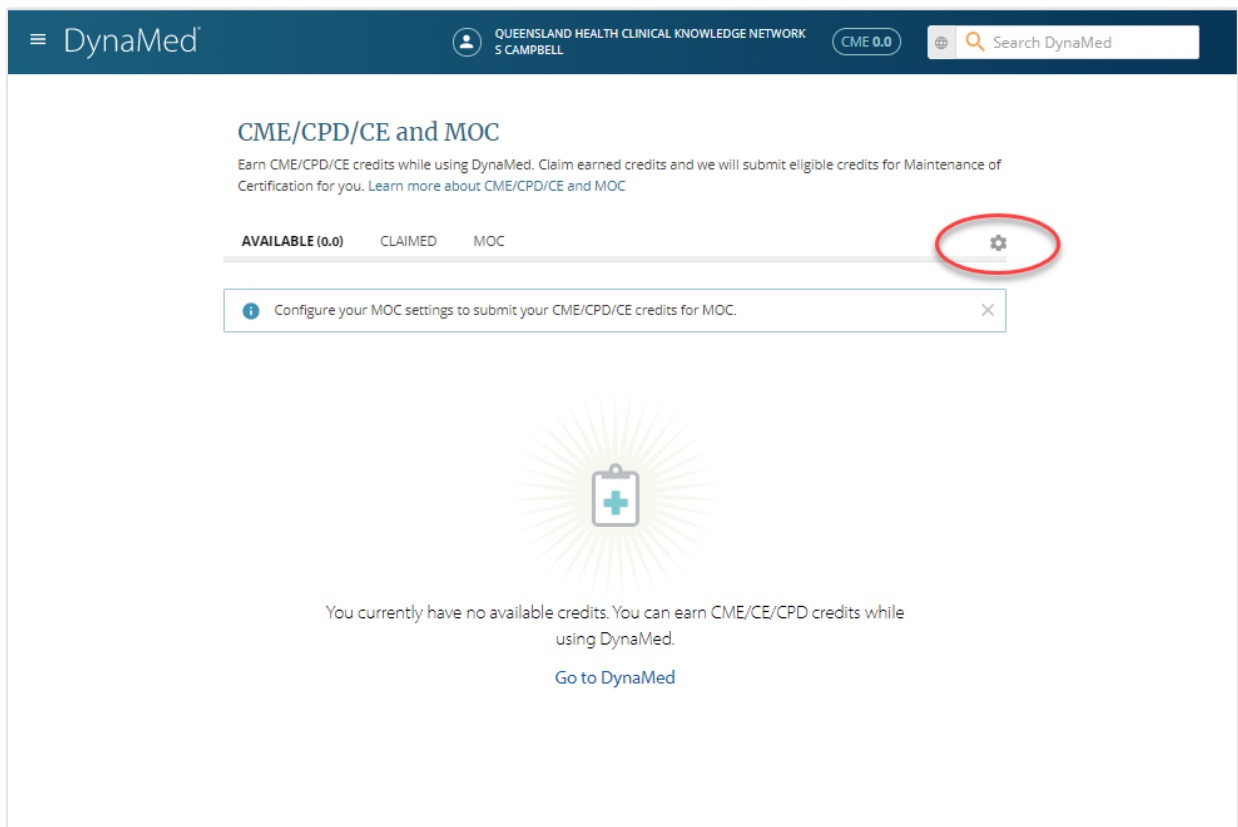 DynaMed
QUEENSLAND HEALTH CLINICAL KNOWLEDGE NETWORK
S CAMPBELL
CME 0.0
Search DynaMed
CME/CPD/CE and MOC
Earn CME/CPD/CE credits while using DynaMed. Claim earned credits and we will submit eligible credits for Maintenance of
Certification for you. Learn more about CME/CPD/CE and MOC
AVAILABLE (0.0) CLAIMED MOC
Configure your MOC settings to submit your CME/CPD/CE credits for MOC.
You currently have no available credits. You can earn CME/CE/CPD credits while
using DynaMed.
Go to DynaMed